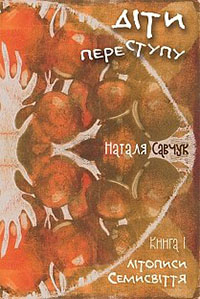 Діти
переступу
Наталя Савчук
Книга І
Літописи
Семисвіття